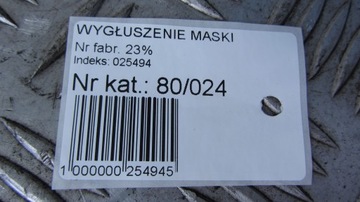 WYGŁUSZENIE MASKI
Nr fabr. 23%
Indeks: 025494
Nr kat.: 80/024
1 000000 254945